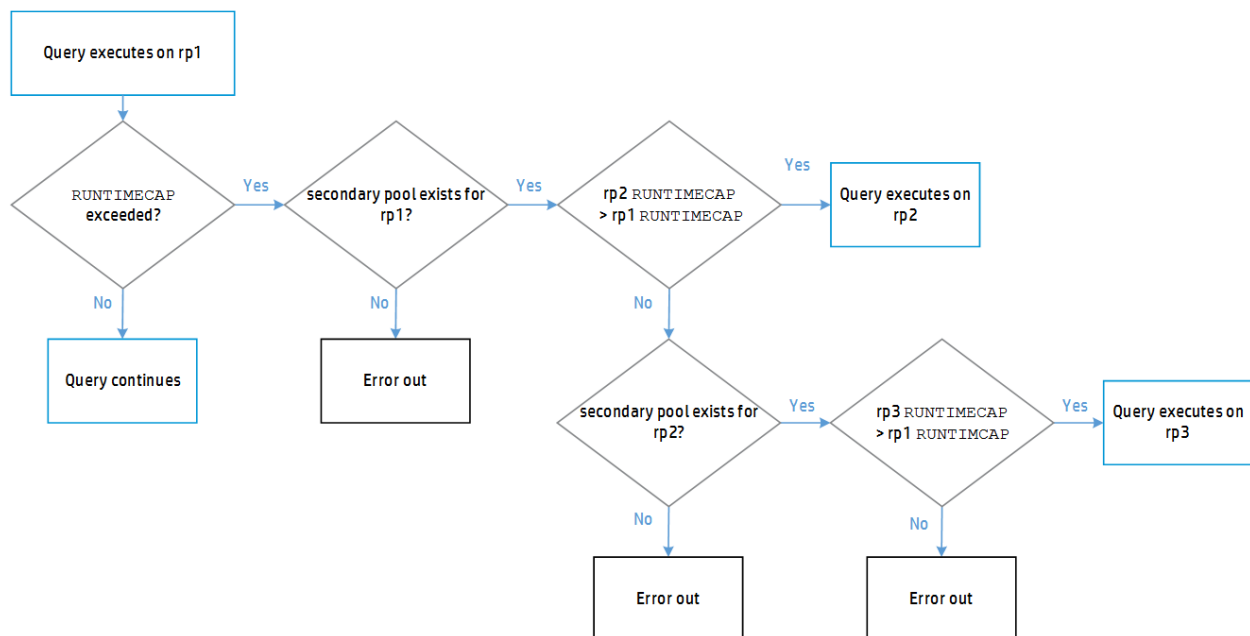 Query executes on rp1
RUNTIMECAP
exceeded?
Yes
secondary pool exists for
rp1?
Yes
rp2 RUNTIMECAP
> rp1 RUNTIMECAP
Yes
Query executes on
rp2
No
Query continues
No
Error out
No
secondary pool exists for
rp2?
Yes
rp3 RUNTIMECAP
> rp1 RUNTIMCAP
Yes
Query executes on
rp3
No
Error out
No
Error out